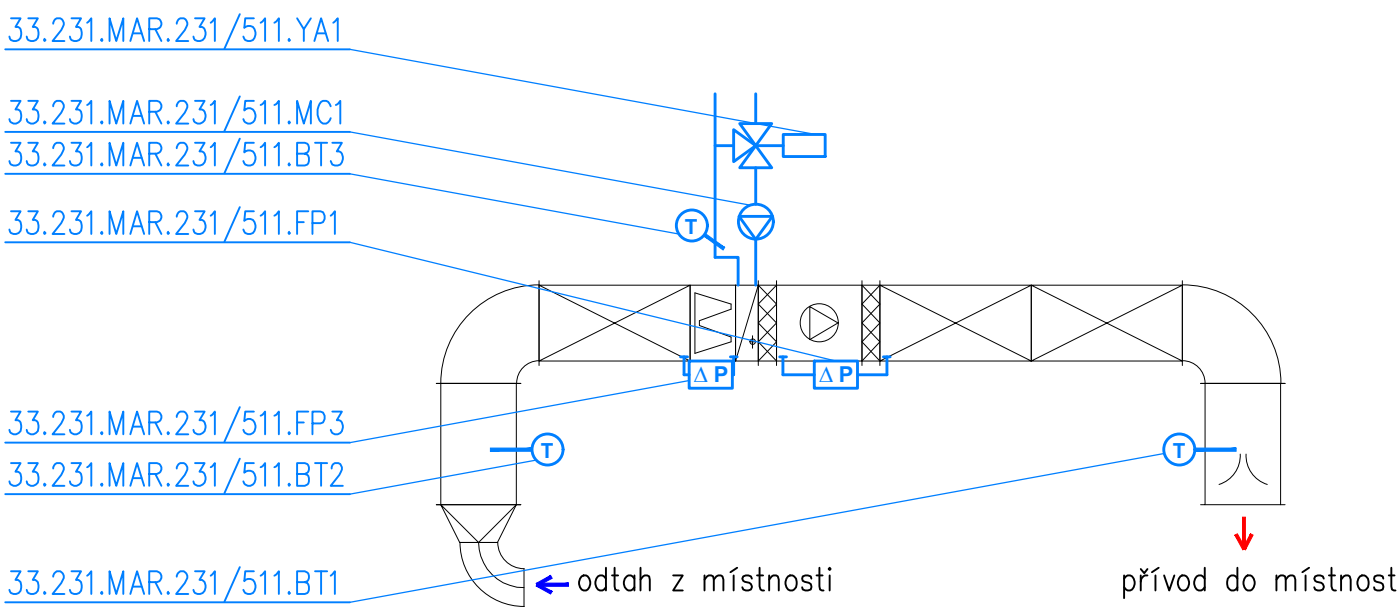 33.231.MAR.231/511.YA1
33.231.MAR.231/511.MC1
33.231.MAR.231/511.BT3
33.231.MAR.231/511.FP1
T
Δ P
Δ P
33.231.MAR.231/511.FP3
33.231.MAR.231/511.BT2
T
T
33.231.MAR.231/511.BT1
odtah z místnosti
přívod do místnost